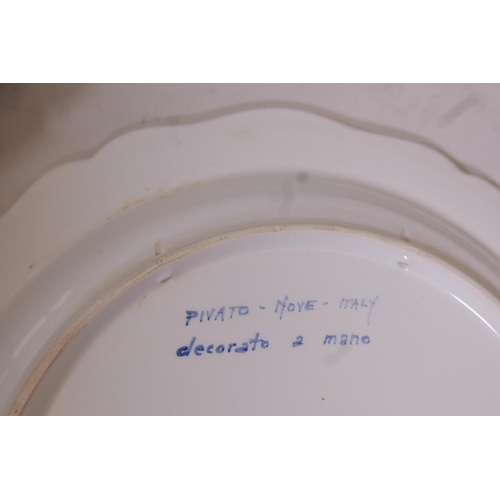 PIVATO - NOVE - ITALY
decorato a mano